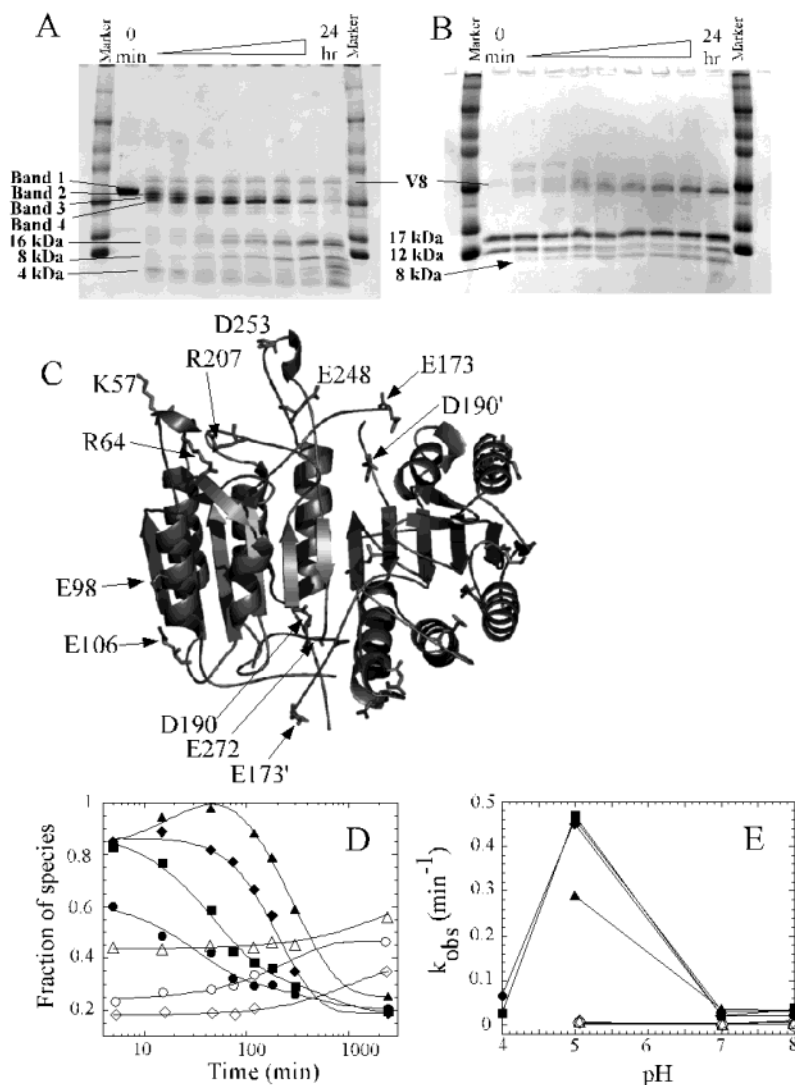 A
Marker
0
min
24
hr
Marker
B
Marker
0
min
24
hr
Marker
Band 1
Band 2
Band 3
Band 4
16 kDa
8 kDa
4 kDa
V8
17 kDa
12 kDa
8 kDa
C
D253
R207
E248
E173
K57
D190'
R64
E98
E106
D190
E272
E173'
D
1
0.8
0.6
0.4
0.2
Fraction of species
10
100
1000
Time (min)
E
0.5
0.4
0.3
0.2
0.1
0
k_obs (min^-1)
4
5
6
7
8
pH